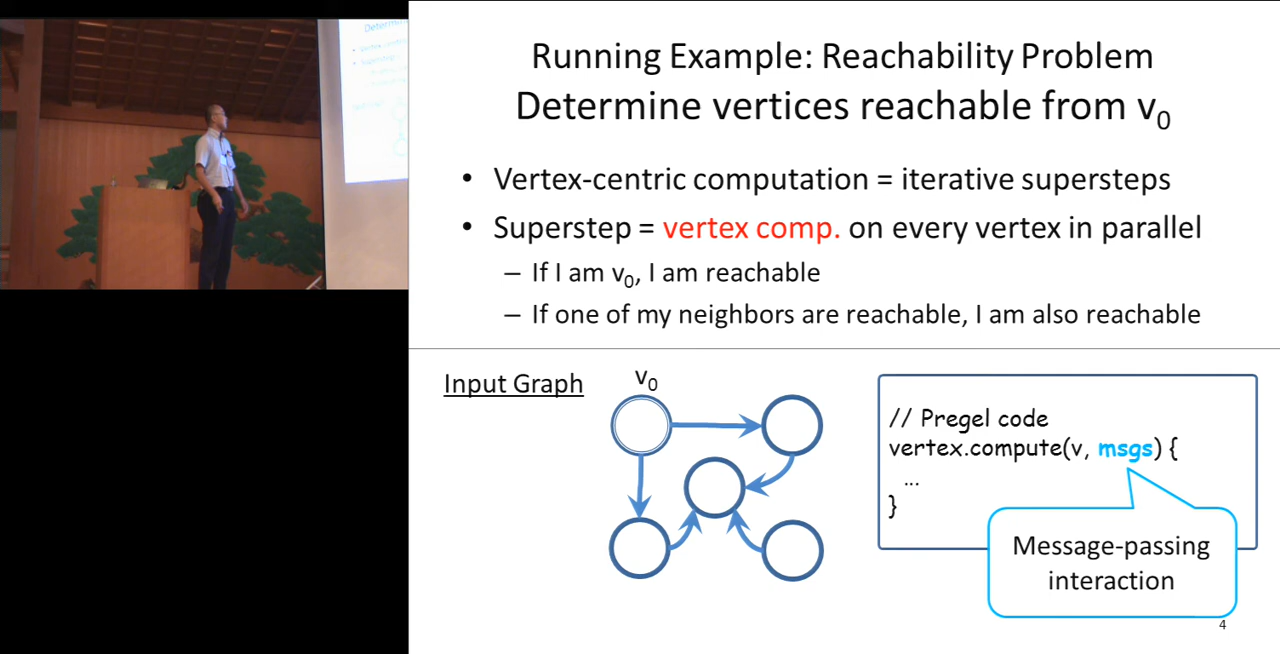 Running Example: Reachability Problem
Determine vertices reachable from v₀
• Vertex-centric computation = iterative supersteps
• Superstep = vertex comp. on every vertex in parallel
– If I am v₀, I am reachable
– If one of my neighbors are reachable, I am also reachable
Input Graph
v₀
// Pregel code
vertex.compute(v, msgs) {
...
}
Message-passing
interaction
4